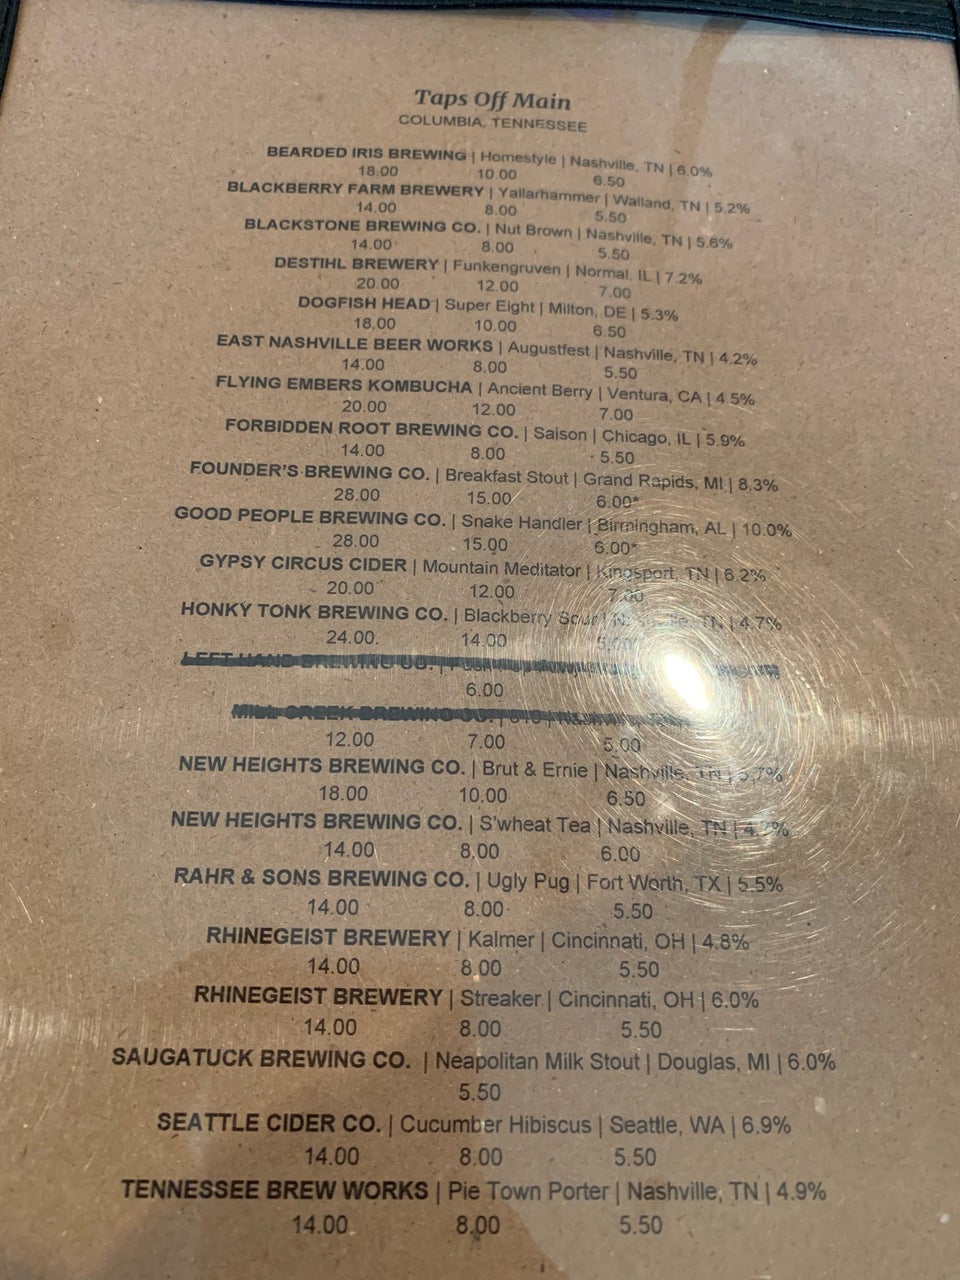 Taps Off Main
COLUMBIA, TENNESSEE
BEARDED IRIS BREWING | Homestyle | Nashville, TN | 6.0%
18.00 10.00 6.50
BLACKBERRY FARM BREWERY | Yallarhammer | Walland, TN | 5.2%
14.00 8.00 5.50
BLACKSTONE BREWING CO. | Nut Brown | Nashville, TN | 5.6%
14.00 8.00 5.50
DESTIHL BREWERY | Funkengruven | Normal, IL | 7.2%
20.00 12.00 7.00
DOGFISH HEAD | Super Eight | Milton, DE | 5.3%
18.00 10.00 6.50
EAST NASHVILLE BEER WORKS | Augustfest | Nashville, TN | 4.2%
14.00 8.00 5.50
FLYING EMBERS KOMBUCHA | Ancient Berry | Ventura, CA | 4.5%
20.00 12.00 7.00
FORBIDDEN ROOT BREWING CO. | Saison | Chicago, IL | 5.9%
14.00 8.00 5.50
FOUNDER'S BREWING CO. | Breakfast Stout | Grand Rapids, MI | 8.3%
28.00 15.00 6.00*
GOOD PEOPLE BREWING CO. | Snake Handler | Birmingham, AL | 10.0%
28.00 15.00 6.00*
GYPSY CIRCUS CIDER | Mountain Meditator | Kingsport, TN | 6.2%
20.00 12.00 7.00
HONKY TONK BREWING CO. | Blackberry Sour | TN | 4.7%
24.00 14.00
LEFT HAND BREWING CO. |
6.00
MILL CREEK BREWING CO. |
12.00 7.00 5.00
NEW HEIGHTS BREWING CO. | Brut & Ernie | Nashville, TN | 5.7%
18.00 10.00 6.50
NEW HEIGHTS BREWING CO. | S'wheat Tea | Nashville, TN |
14.00 8.00 6.00
RAHR & SONS BREWING CO. | Ugly Pug | Fort Worth, TX | 5.5%
14.00 8.00 5.50
RHINEGEIST BREWERY | Kalmer | Cincinnati, OH | 4.8%
14.00 8.00 5.50
RHINEGEIST BREWERY | Streaker | Cincinnati, OH | 6.0%
14.00 8.00 5.50
SAUGATUCK BREWING CO. | Neapolitan Milk Stout | Douglas, MI | 6.0%
5.50
SEATTLE CIDER CO. | Cucumber Hibiscus | Seattle, WA | 6.9%
14.00 8.00 5.50
TENNESSEE BREW WORKS | Pie Town Porter | Nashville, TN | 4.9%
14.00 8.00 5.50